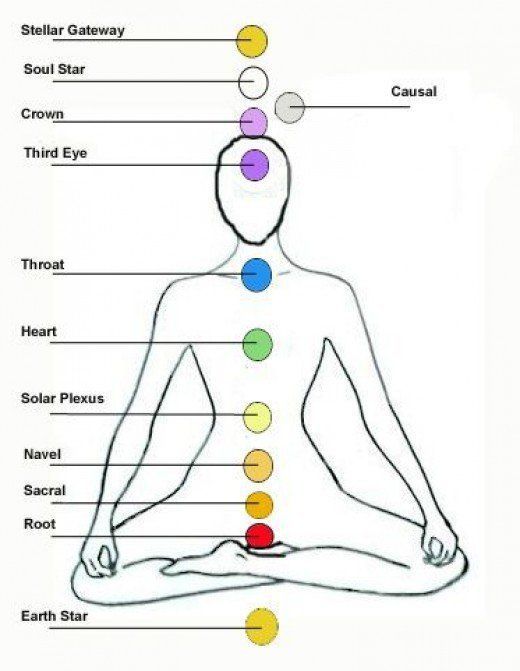 Stellar Gateway
Soul Star
Causal
Crown
Third Eye
Throat
Heart
Solar Plexus
Navel
Sacral
Root
Earth Star